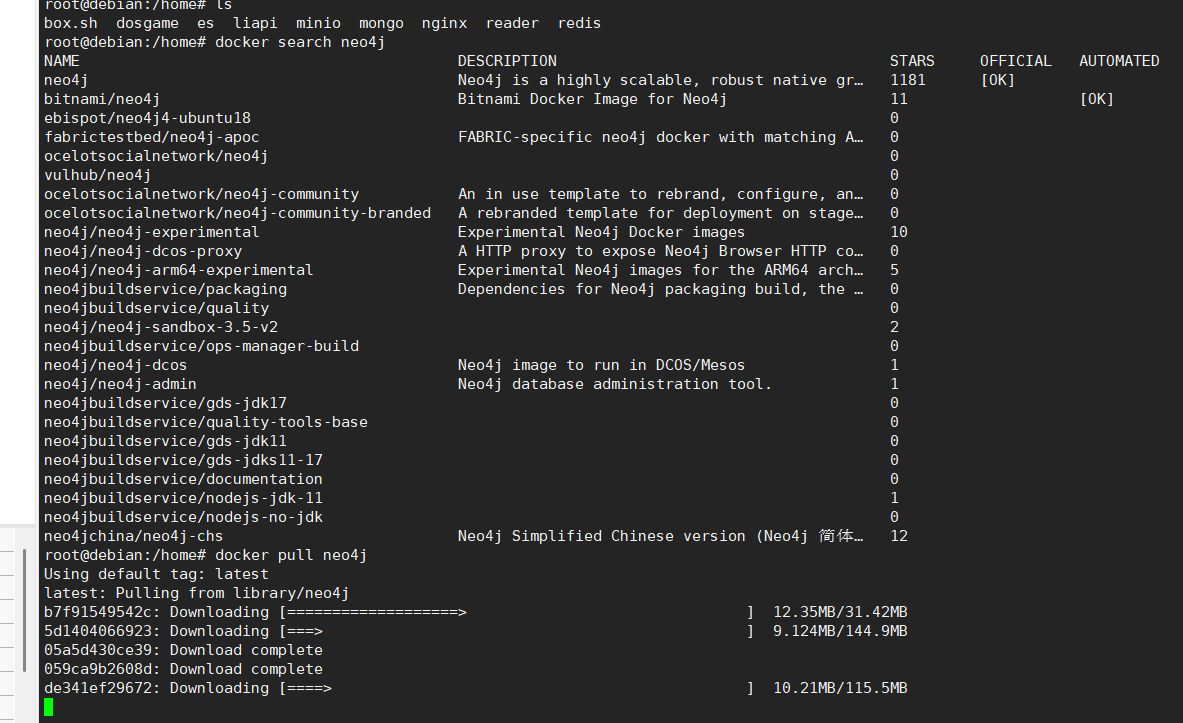 root@debian:/home# ls
box.sh  dosgame  es  liapi  minio  mongo  nginx  reader  redis
root@debian:/home# docker search neo4j
NAME                                          DESCRIPTION                                     STARS     OFFICIAL   AUTOMATED
neo4j                                         Neo4j is a highly scalable, robust native gr…   1181      [OK]
bitnami/neo4j                                 Bitnami Docker Image for Neo4j                  11                   [OK]
ebispot/neo4j4-ubuntu18                                                                       0
fabrictestbed/neo4j-apoc                      FABRIC-specific neo4j docker with matching A…   0
ocelotsocialnetwork/neo4j                                                                     0
vulhub/neo4j                                                                                  0
ocelotsocialnetwork/neo4j-community           An in use template to rebrand, configure, an…   0
ocelotsocialnetwork/neo4j-community-branded   A rebranded template for deployment on stage…   0
neo4j/neo4j-experimental                      Experimental Neo4j Docker images                10
neo4j/neo4j-dcos-proxy                        A HTTP proxy to expose Neo4j Browser HTTP co…   0
neo4j/neo4j-arm64-experimental                Experimental Neo4j images for the ARM64 arch…   5
neo4jbuildservice/packaging                   Dependencies for Neo4j packaging build, the …   0
neo4jbuildservice/quality                                                                     0
neo4j/neo4j-sandbox-3.5-v2                                                                    2
neo4jbuildservice/ops-manager-build                                                           0
neo4j/neo4j-dcos                              Neo4j image to run in DCOS/Mesos                1
neo4j/neo4j-admin                             Neo4j database administration tool.             1
neo4jbuildservice/gds-jdk17                                                                   0
neo4jbuildservice/quality-tools-base                                                          0
neo4jbuildservice/gds-jdk11                                                                   0
neo4jbuildservice/gds-jdks11-17                                                               0
neo4jbuildservice/documentation                                                               0
neo4jbuildservice/nodejs-jdk-11                                                               1
neo4jbuildservice/nodejs-no-jdk                                                               0
neo4jchina/neo4j-chs                          Neo4j Simplified Chinese version (Neo4j 简体…   12
root@debian:/home# docker pull neo4j
Using default tag: latest
latest: Pulling from library/neo4j
b7f91549542c: Downloading [===================>                               ]  12.35MB/31.42MB
5d1404066923: Downloading [===>                                               ]  9.124MB/144.9MB
05a5d430ce39: Download complete
059ca9b2608d: Download complete
de341ef29672: Downloading [====>                                              ]  10.21MB/115.5MB